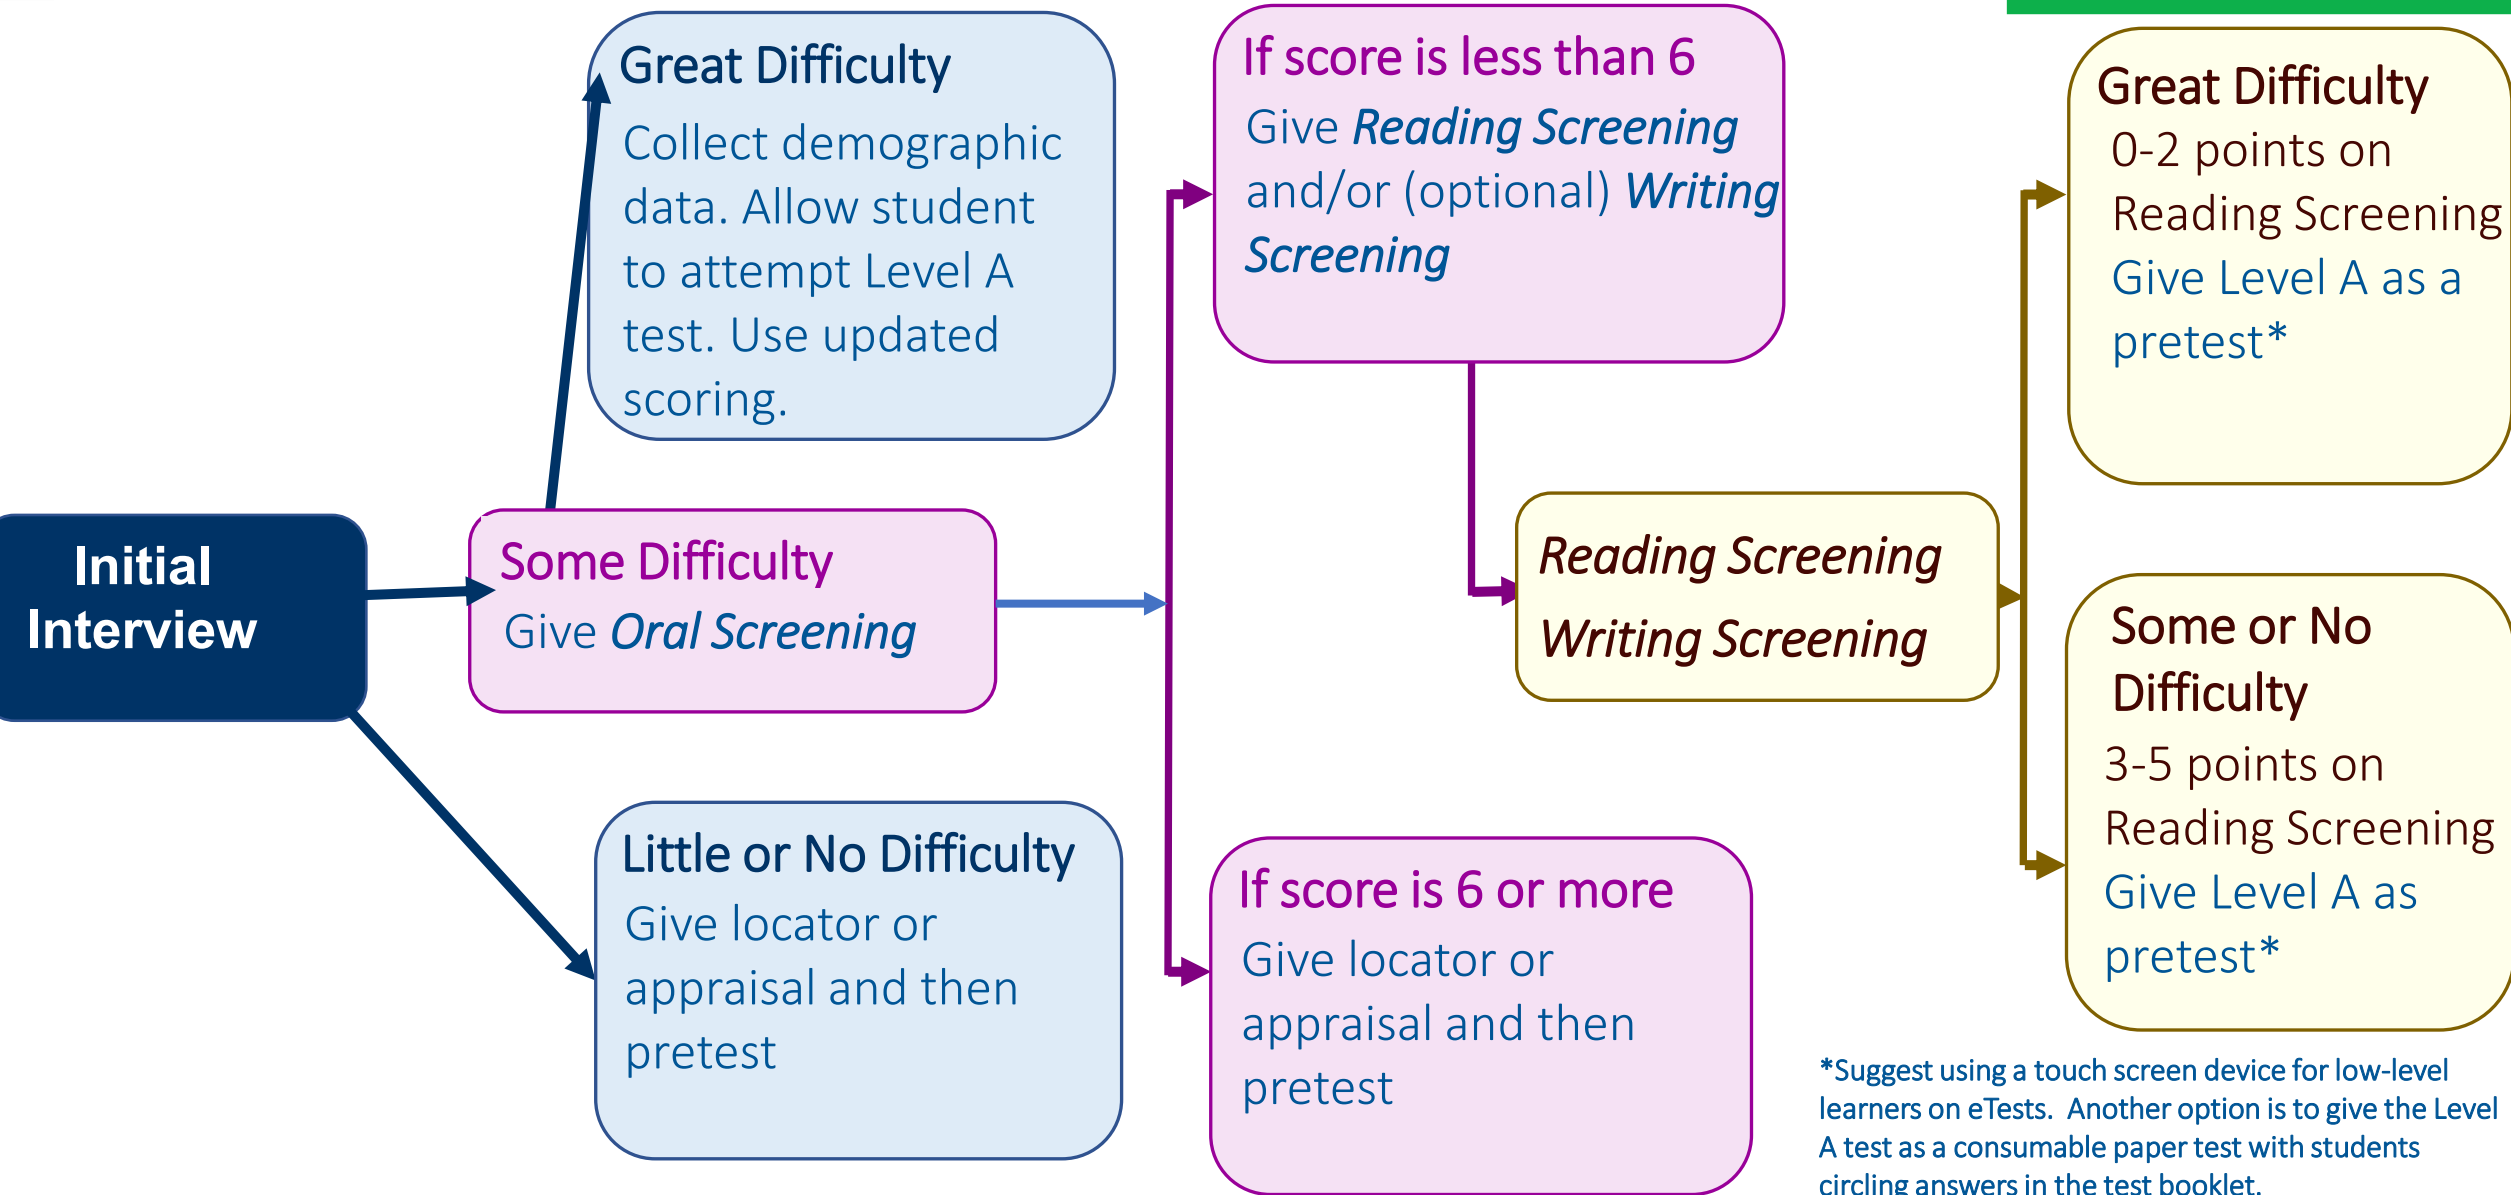 Initial
Interview
Great Difficulty
Collect demographic
data. Allow student
to attempt Level A
test. Use updated
scoring.
Some Difficulty
Give Oral Screening
Little or No Difficulty
Give locator or
appraisal and then
pretest
If score is less than 6
Give Reading Screening
and/or (optional) Writing
Screening
If score is 6 or more
Give locator or
appraisal and then
pretest
Reading Screening
Writing Screening
Great Difficulty
0-2 points on
Reading Screening
Give Level A as a
pretest*
Some or No
Difficulty
3-5 points on
Reading Screening
Give Level A as
pretest*
*Suggest using a touch screen device for low-level
learners on eTests. Another option is to give the Level
A test as a consumable paper test with students
circling answers in the test booklet.